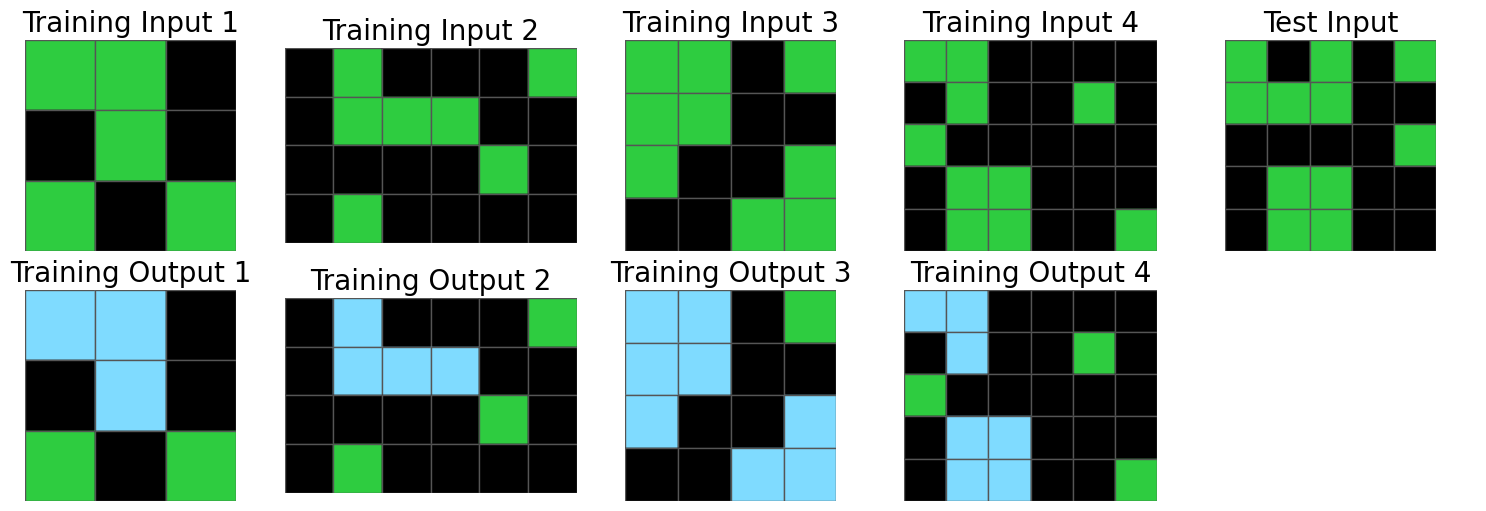 Training Input 1
Training Input 2
Training Input 3
Training Input 4
Test Input
Training Output 1
Training Output 2
Training Output 3
Training Output 4